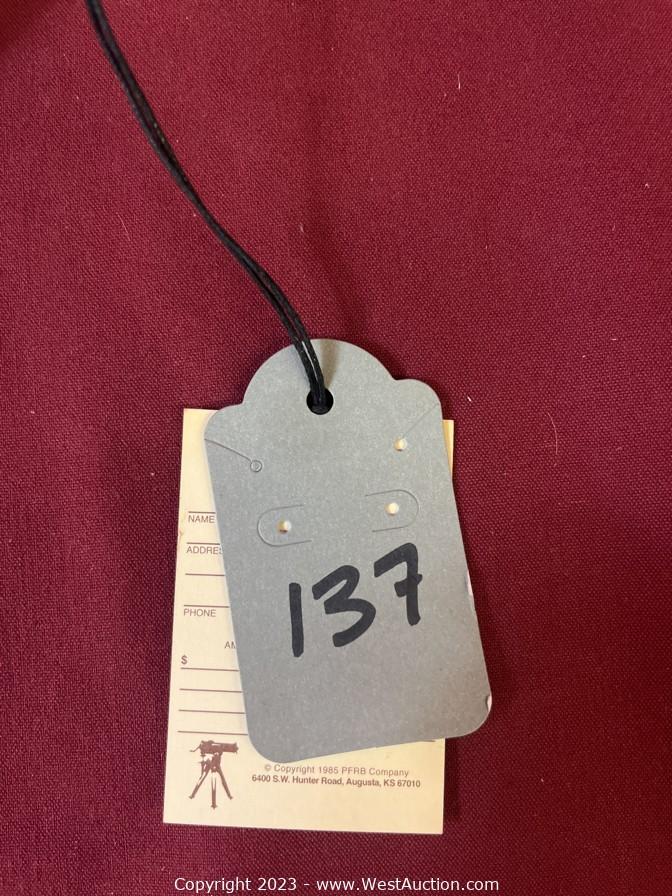 NAME
ADDRES
PHONE
AM
$
137
© Copyright 1985 PFRB Company
6400 S.W. Hunter Road, Augusta, KS 67010
Copyright 2023 - www.WestAuction.com